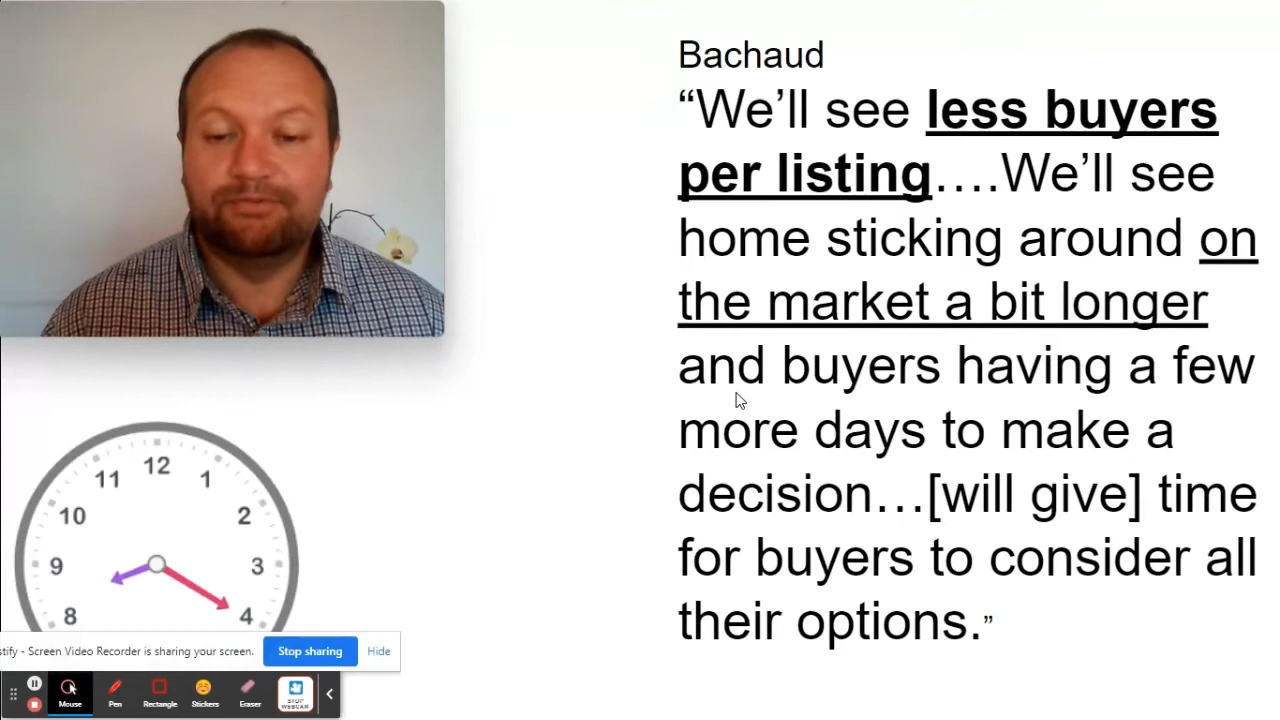 Bachaud
“We’ll see less buyers
per listing….We’ll see
home sticking around on
the market a bit longer
and buyers having a few
more days to make a
decision…[will give] time
for buyers to consider all
their options.”
12
11 1
10 2
9 3
8 4
stify - Screen Video Recorder is sharing your screen. Stop sharing Hide
Mouse Pen Rectangle Stickers Eraser STOP WEBCAM